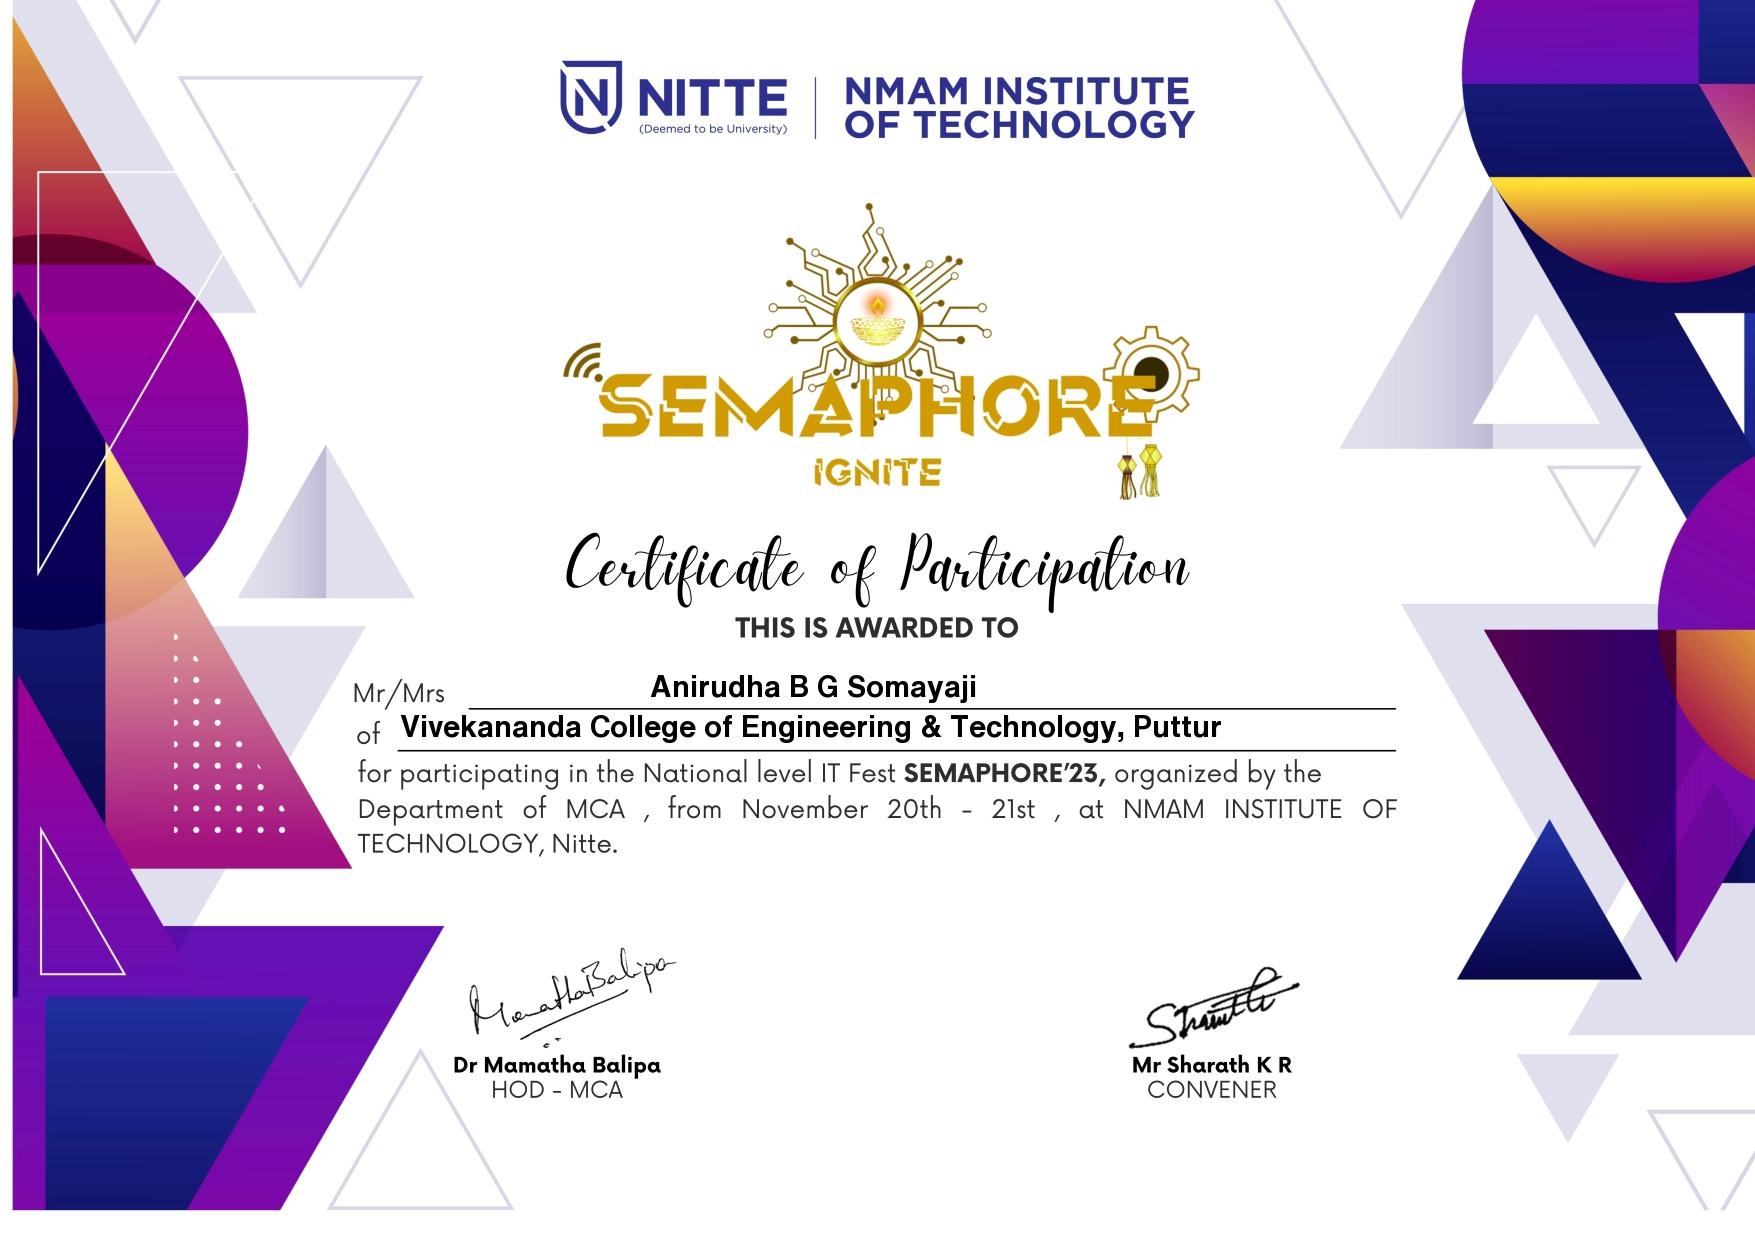 NITTE
(Deemed to be University)
NMAM INSTITUTE
OF TECHNOLOGY
SEMAPHORE
iGNITE
Certificate of Participation
THIS IS AWARDED TO
Mr/Mrs Anirudha B G Somayaji
of Vivekananda College of Engineering & Technology, Puttur
for participating in the National level IT Fest SEMAPHORE’23, organized by the
Department of MCA , from November 20th - 21st , at NMAM INSTITUTE OF
TECHNOLOGY, Nitte.
Mamatha Balipa
Sharath
Dr Mamatha Balipa
HOD - MCA
Mr Sharath K R
CONVENER